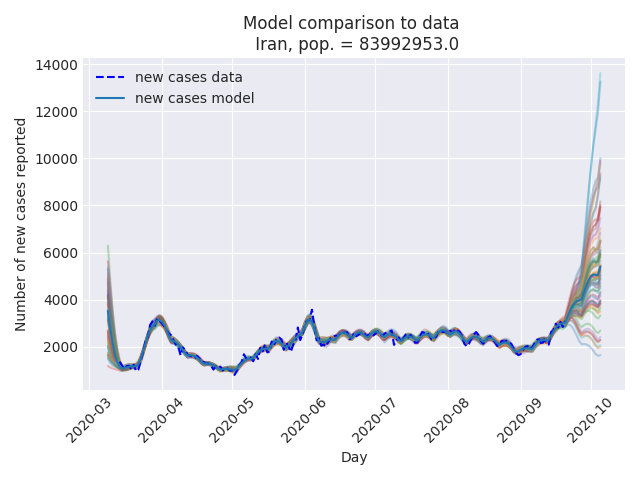 Model comparison to data
Iran, pop. = 83992953.0
14000
12000
10000
8000
6000
4000
2000
Number of new cases reported
new cases data
new cases model
2020-03
2020-04
2020-05
2020-06
2020-07
2020-08
2020-09
2020-10
Day